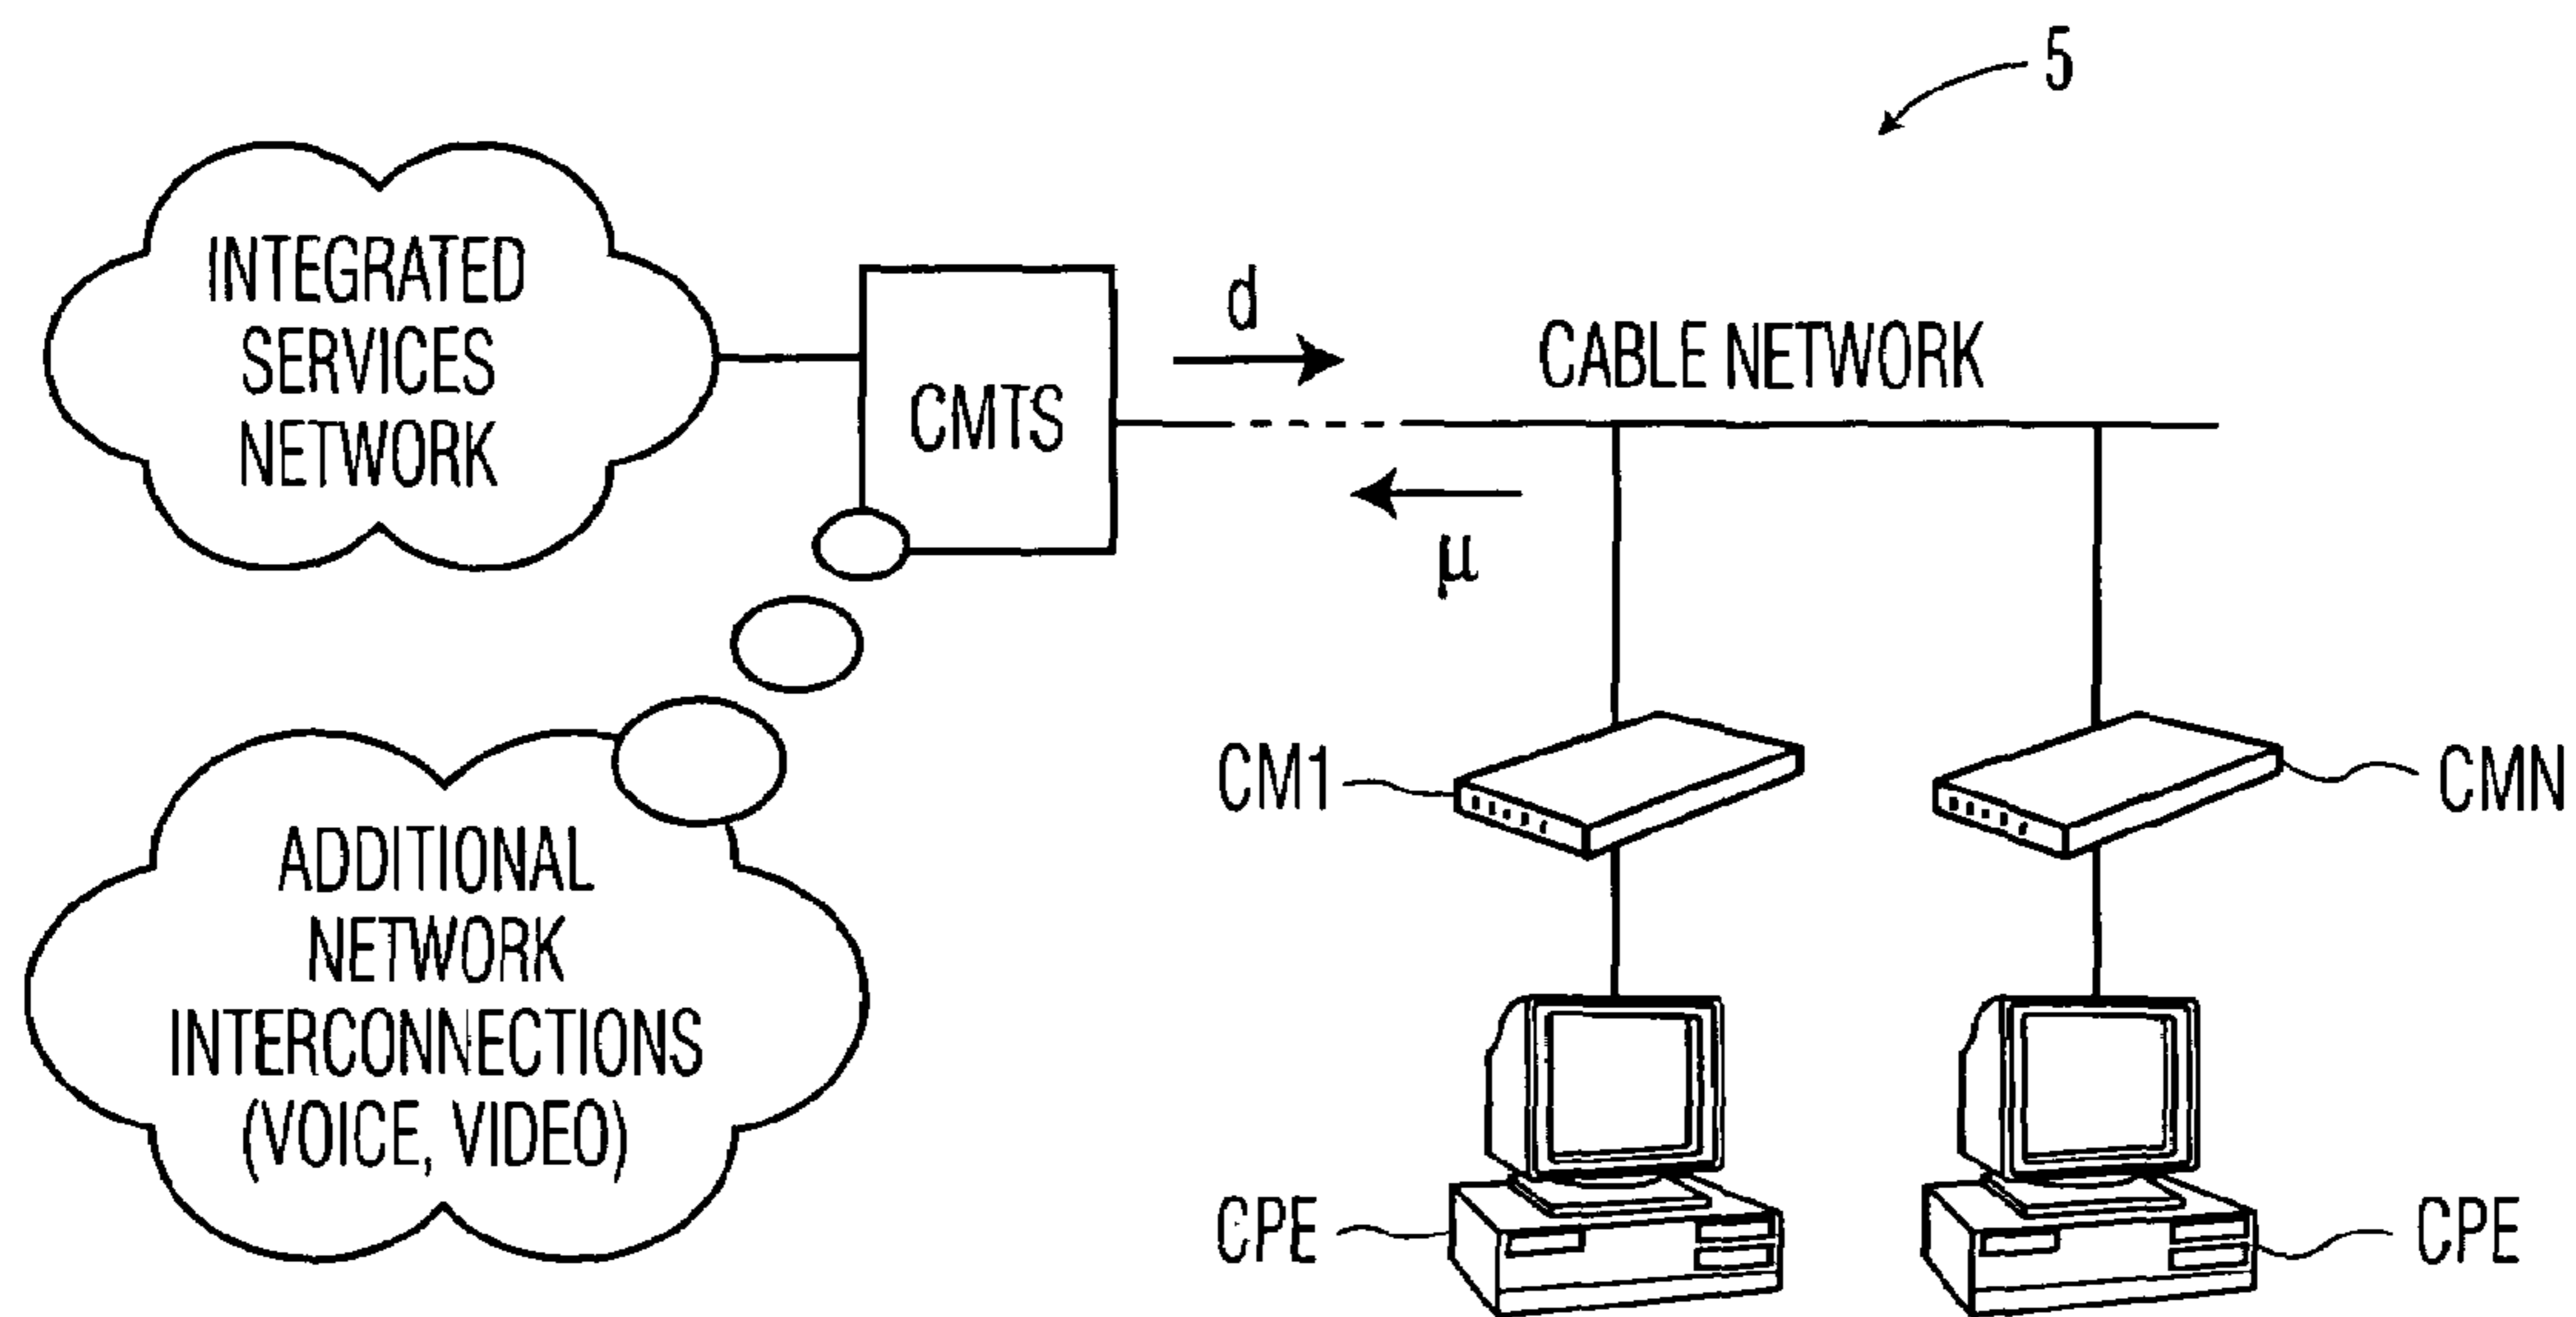 5
INTEGRATED
SERVICES
NETWORK
CMTS
d
CABLE NETWORK
μ
CM1
CMN
ADDITIONAL
NETWORK
INTERCONNECTIONS
(VOICE, VIDEO)
CPE
CPE